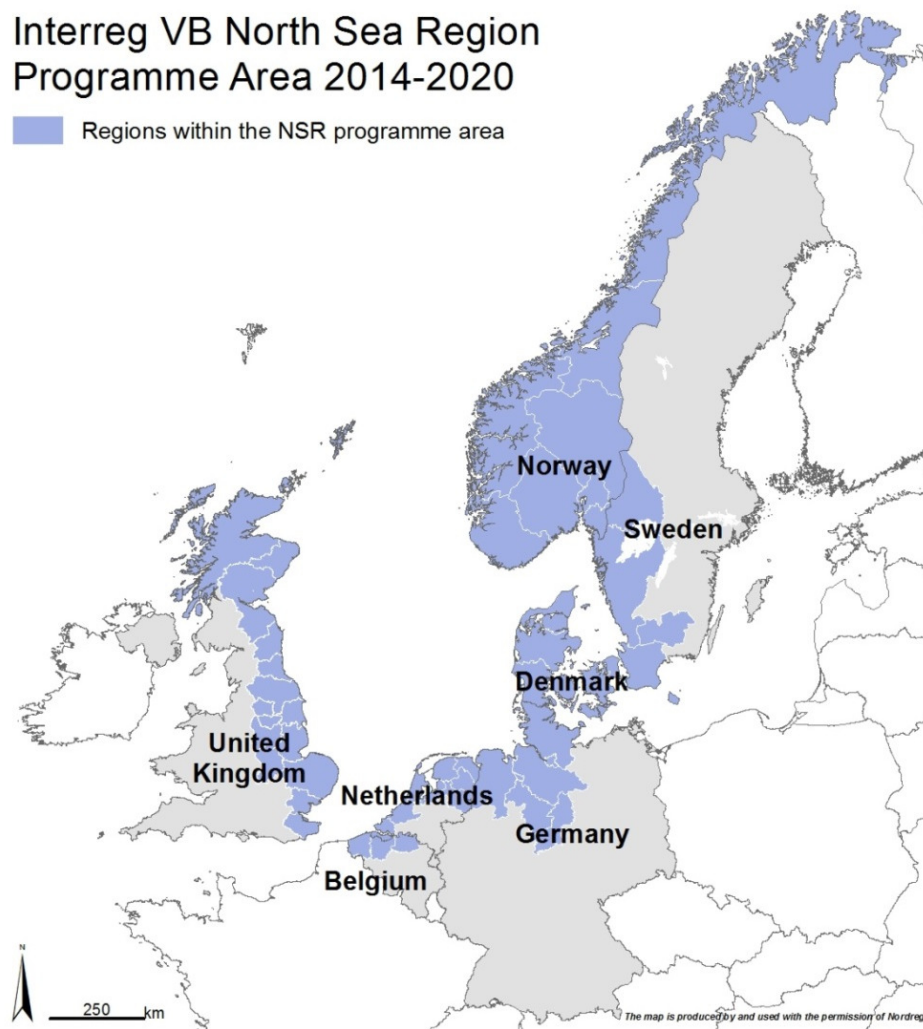 Interreg VB North Sea Region
Programme Area 2014-2020
Regions within the NSR programme area
Norway
Sweden
Denmark
United
Kingdom
Netherlands
Germany
Belgium
N
250
km
The map is produced by and used with the permission of Nordre